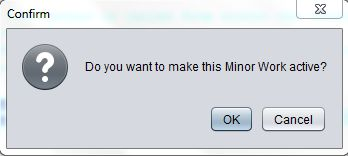 Confirm
Do you want to make this Minor Work active?
OK
Cancel